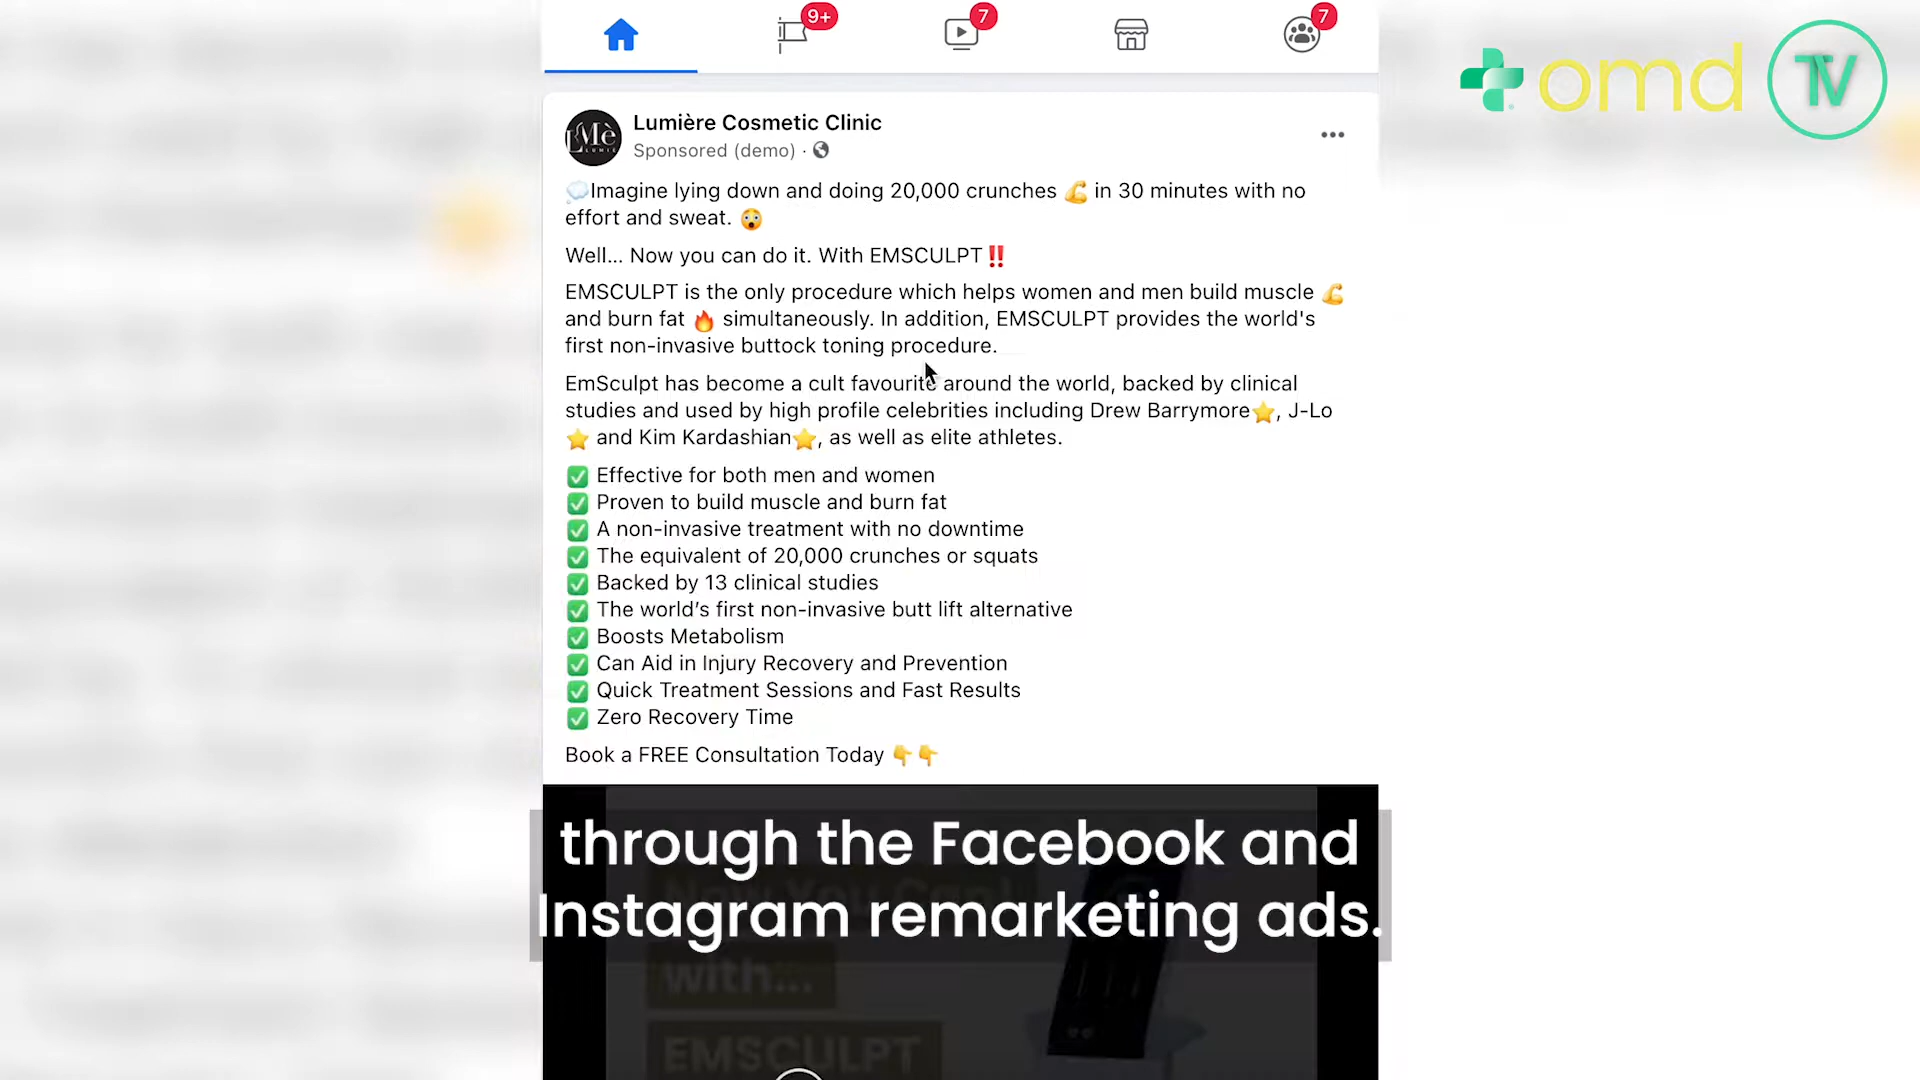 9+
7
7
omd
TV
LMè
Lumière Cosmetic Clinic
Sponsored (demo) ·
💭Imagine lying down and doing 20,000 crunches 💪 in 30 minutes with no
effort and sweat. 😲
Well... Now you can do it. With EMSCULPT‼️
EMSCULPT is the only procedure which helps women and men build muscle 💪
and burn fat 🔥 simultaneously. In addition, EMSCULPT provides the world's
first non-invasive buttock toning procedure.
EmSculpt has become a cult favourite around the world, backed by clinical
studies and used by high profile celebrities including Drew Barrymore⭐, J-Lo
⭐ and Kim Kardashian⭐, as well as elite athletes.
✅ Effective for both men and women
✅ Proven to build muscle and burn fat
✅ A non-invasive treatment with no downtime
✅ The equivalent of 20,000 crunches or squats
✅ Backed by 13 clinical studies
✅ The world’s first non-invasive butt lift alternative
✅ Boosts Metabolism
✅ Can Aid in Injury Recovery and Prevention
✅ Quick Treatment Sessions and Fast Results
✅ Zero Recovery Time
Book a FREE Consultation Today 👇👇
through the Facebook and
Instagram remarketing ads.
Now You Can!
with...
EMSCULPT